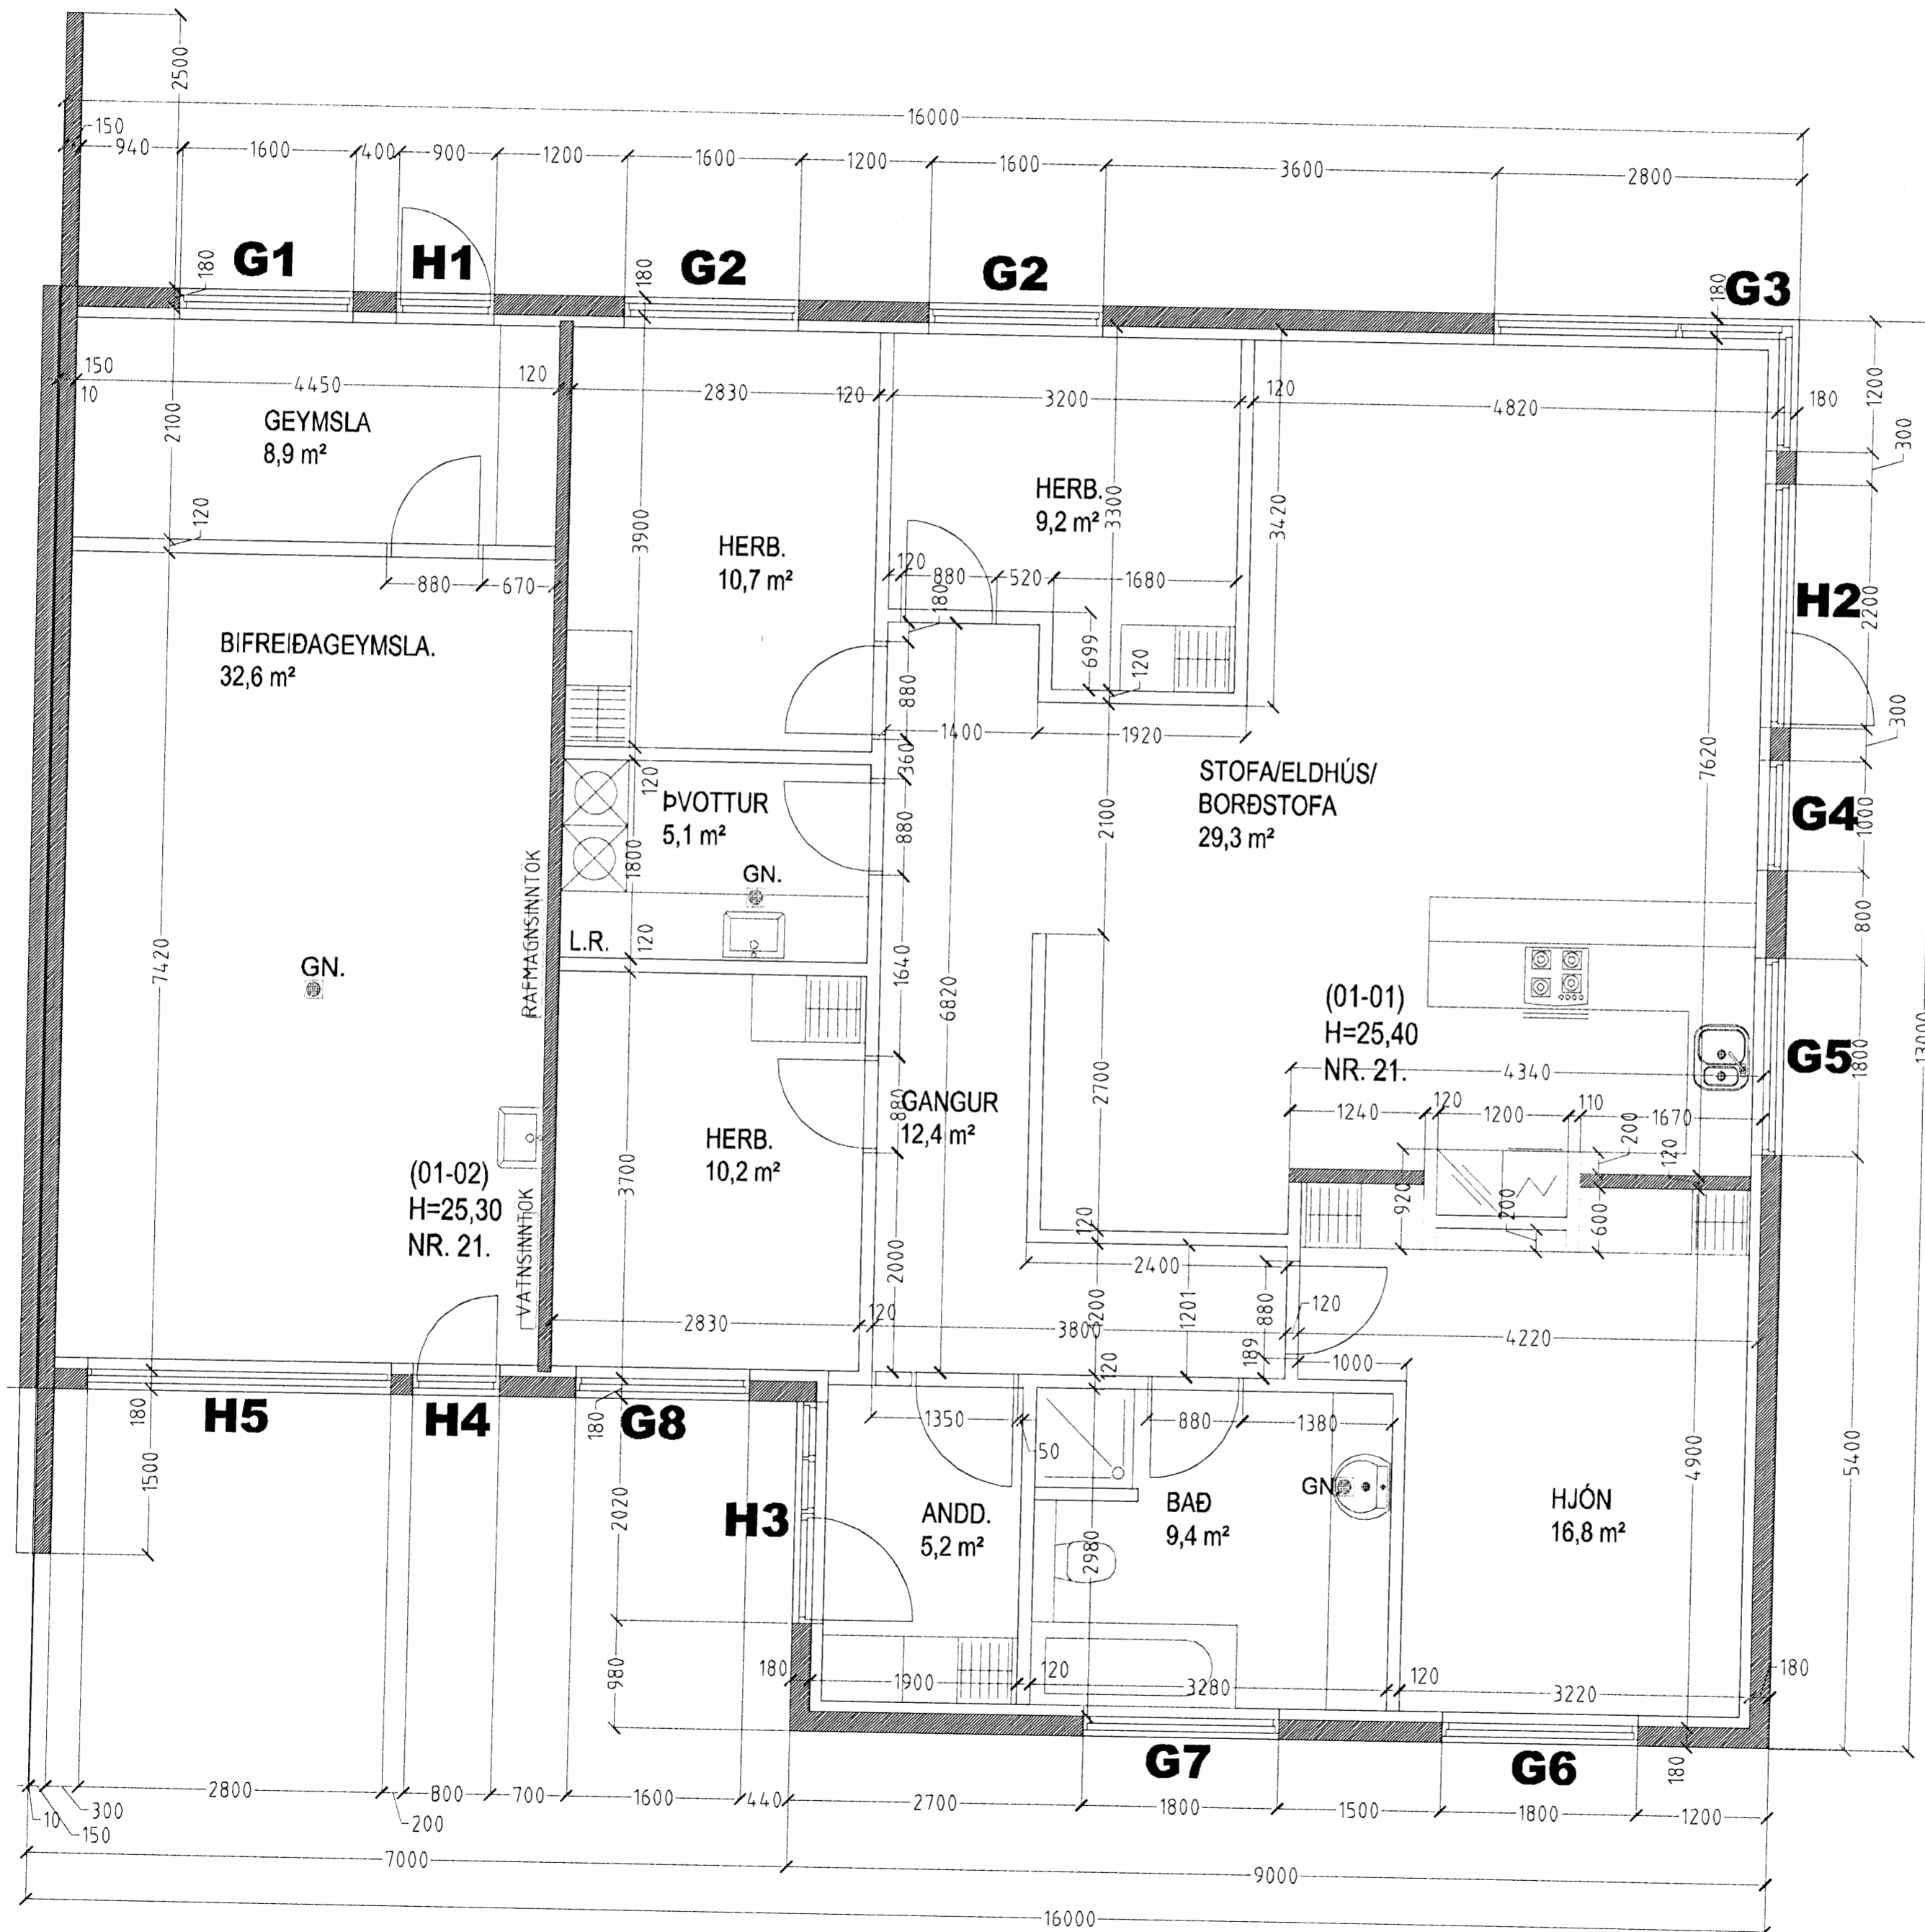 2500
16000
150
940
1600
400
900
1200
1600
1200
1600
3600
2800
180
G1
H1
180
G2
G2
180
G3
150
10
4450
120
2830
120
3200
120
4820
180
1200
300
2100
GEYMSLA
8,9 m²
120
880
670
3900
HERB.
10,7 m²
HERB.
9,2 m²
3300
3420
120
880
520
1680
180
699
120
H2
2200
300
BIFREIÐAGEYMSLA.
32,6 m²
880
1400
1920
360
7620
120
ÞVOTTUR
5,1 m²
1800
880
2100
STOFA/ELDHÚS/
BORÐSTOFA
29,3 m²
G4
1000
800
RAFMAGNSINNTÖK
GN.
L.R.
120
1640
6820
7420
GN.
(01-01)
H=25,40
NR. 21.
G5
1800
13000
4340
1240
120
1200
110
1670
200
120
2700
880
GANGUR
12,4 m²
HERB.
10,2 m²
3700
(01-02)
H=25,30
NR. 21.
VATNSINNTÖK
920
200
600
2000
120
2400
1200
1201
880
189
120
2830
120
3800
4220
1000
120
H5
H4
G8
180
180
1500
1350
50
880
1380
GN.
4900
5400
2020
H3
ANDD.
5,2 m²
BAÐ
9,4 m²
HJÓN
16,8 m²
2980
980
180
1900
120
3280
120
3220
180
180
G7
G6
10
150
300
2800
200
800
700
1600
440
2700
1800
1500
1800
1200
7000
9000
16000